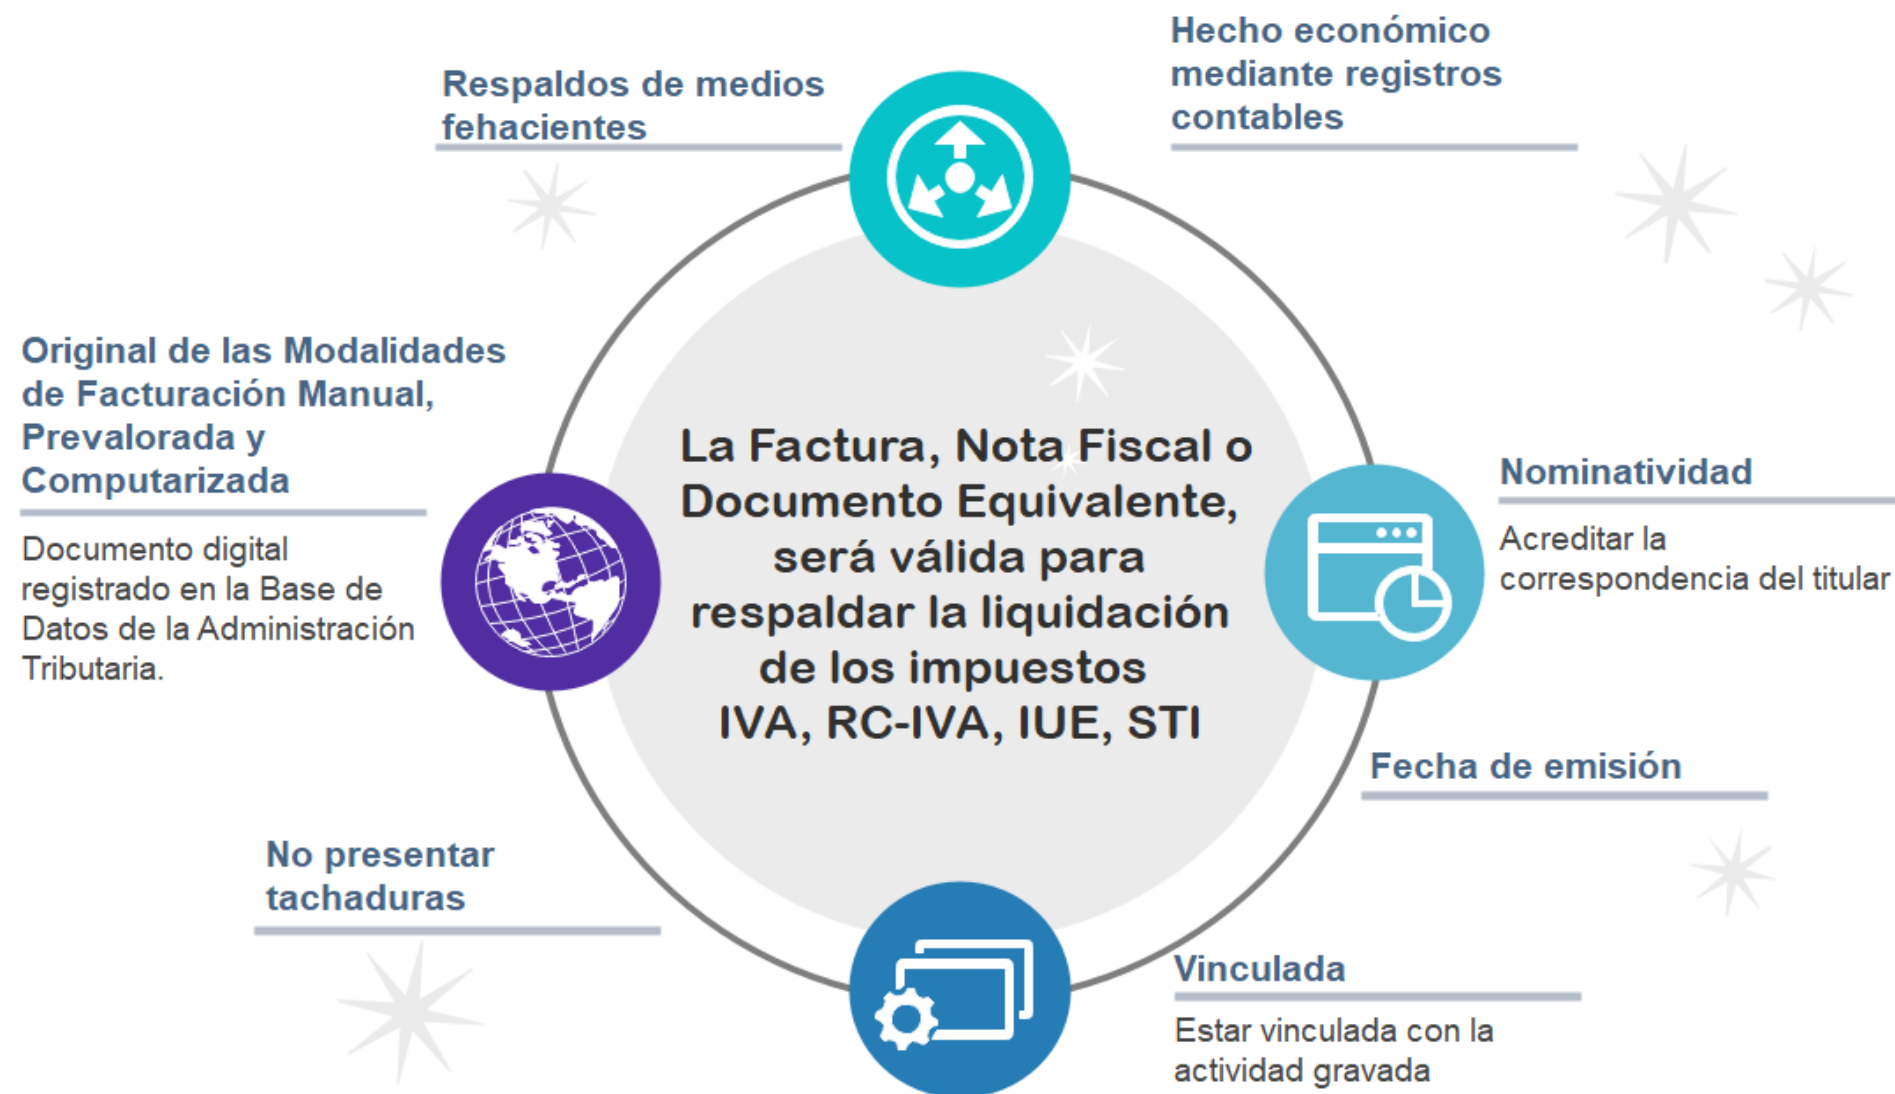 Hecho económico
mediante registros
contables
Respaldos de medios
fehacientes
Original de las Modalidades
de Facturación Manual,
Prevalorada y
Computarizada
Documento digital
registrado en la Base de
Datos de la Administración
Tributaria.
La Factura, Nota Fiscal o
Documento Equivalente,
será válida para
respaldar la liquidación
de los impuestos
IVA, RC-IVA, IUE, STI
Nominatividad
Acreditar la
correspondencia del titular
Fecha de emisión
No presentar
tachaduras
Vinculada
Estar vinculada con la
actividad gravada